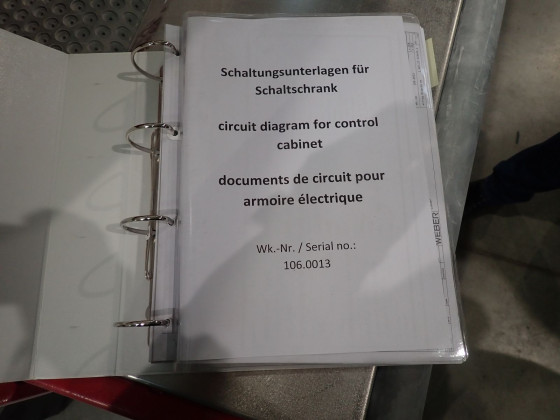 Schaltungsunterlagen für
Schaltschrank
circuit diagram for control
cabinet
documents de circuit pour
armoire électrique
Wk.-Nr. / Serial no.:
106.0013
WEBER